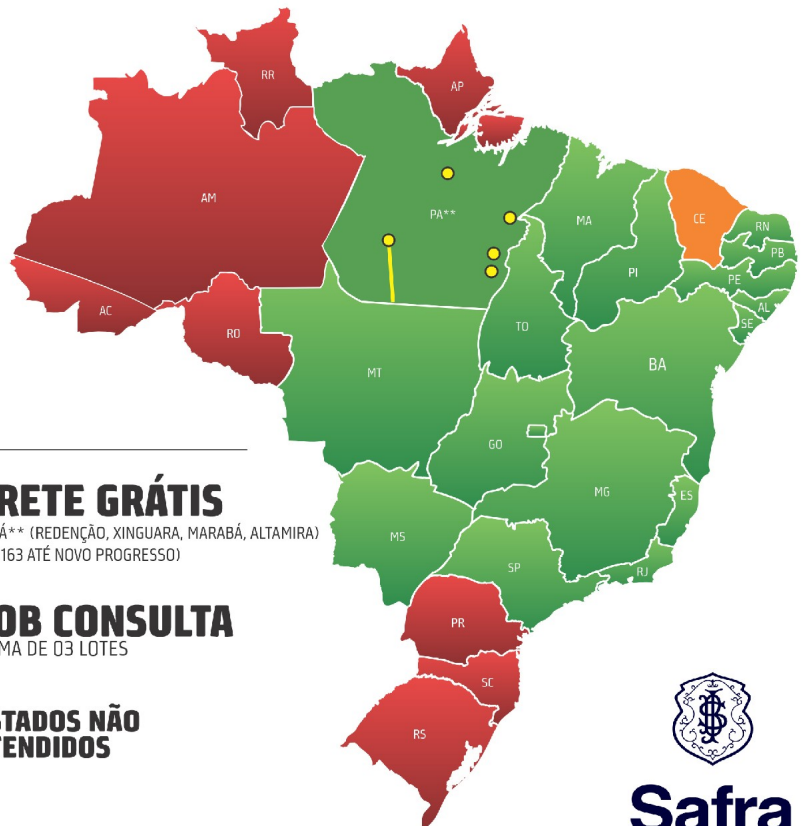 RR
AP
AM
PA**
MA
CE
RN
PB
PI
PE
AL
SE
AC
RO
TO
BA
MT
GO
MG
ES
MS
SP
RJ
PR
SC
RS
RETE GRÁTIS
Á** (REDENÇÃO, XINGUARA, MARABÁ, ALTAMIRA)
163 ATÉ NOVO PROGRESSO)
OB CONSULTA
MA DE 03 LOTES
STADOS NÃO
TENDIDOS
Safra